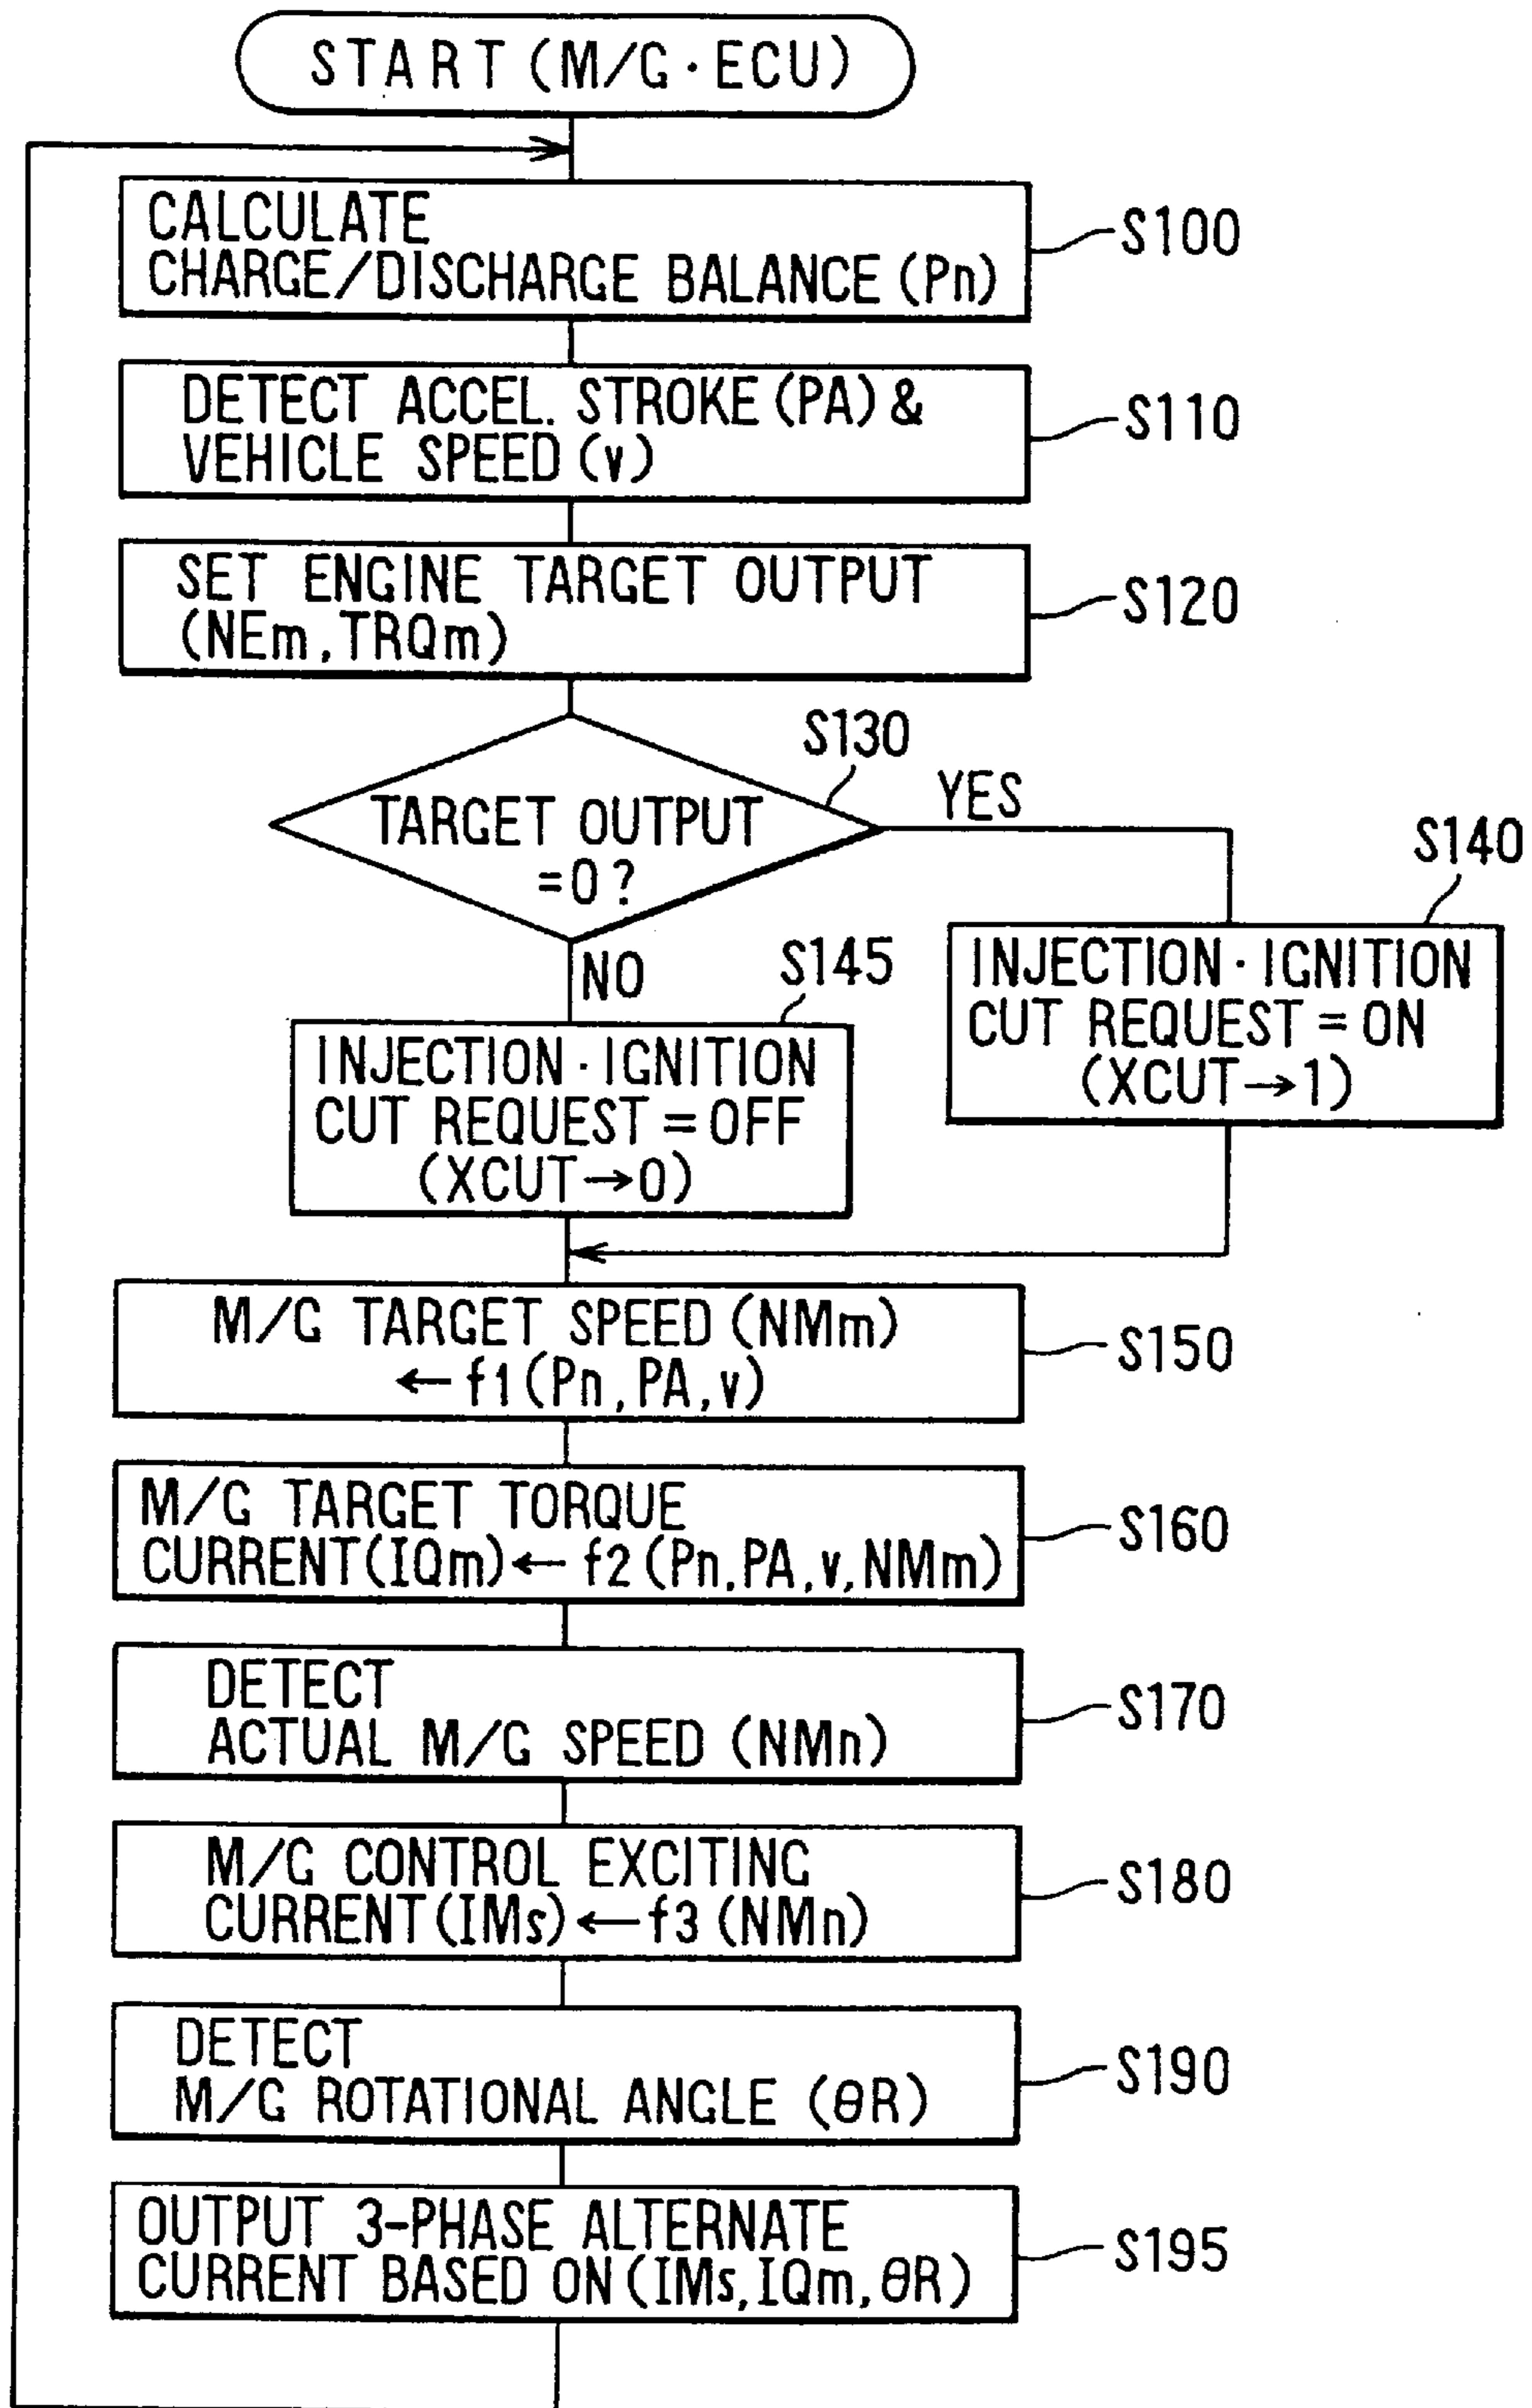 START (M/G·ECU)
CALCULATE
CHARGE/DISCHARGE BALANCE (Pn)
S100
DETECT ACCEL. STROKE (PA) &
VEHICLE SPEED (v)
S110
SET ENGINE TARGET OUTPUT
(NEm, TRQm)
S120
S130
TARGET OUTPUT
=0?
YES
S140
INJECTION·IGNITION
CUT REQUEST = ON
(XCUT→1)
NO
S145
INJECTION·IGNITION
CUT REQUEST = OFF
(XCUT→0)
M/G TARGET SPEED (NMm)
← f1 (Pn, PA, v)
S150
M/G TARGET TORQUE
CURRENT (IQm) ← f2 (Pn, PA, v, NMm)
S160
DETECT
ACTUAL M/G SPEED (NMn)
S170
M/G CONTROL EXCITING
CURRENT (IMs) ← f3 (NMn)
S180
DETECT
M/G ROTATIONAL ANGLE (θR)
S190
OUTPUT 3-PHASE ALTERNATE
CURRENT BASED ON (IMs, IQm, θR)
S195